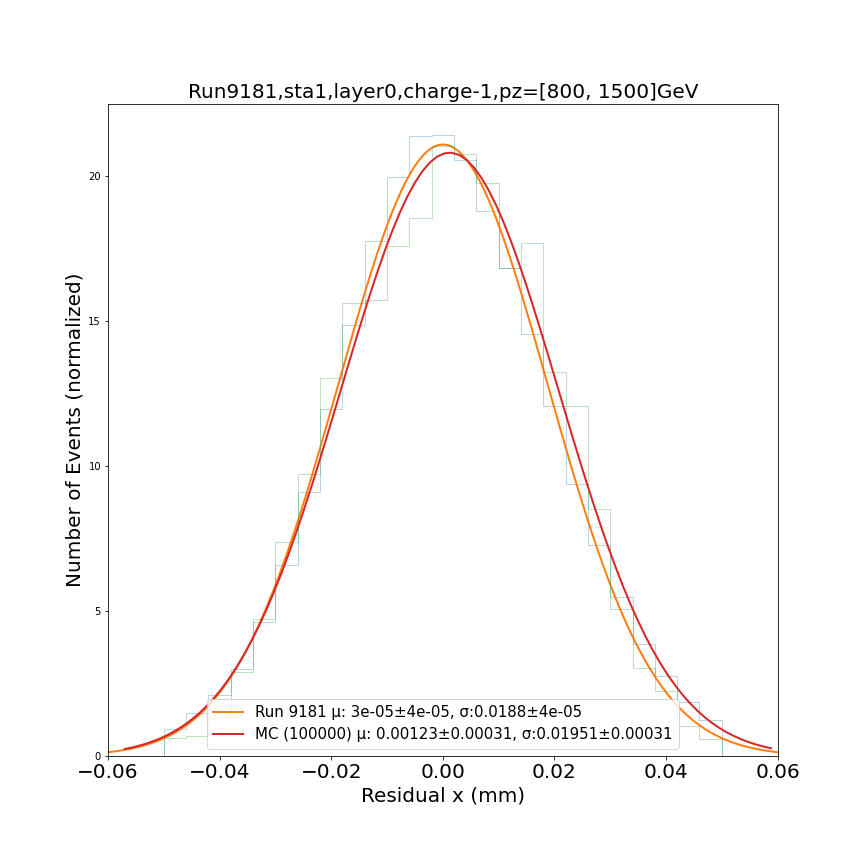 Run9181,sta1,layer0,charge-1,pz=[800, 1500]GeV
Number of Events (normalized)
20
15
10
5
0
Run 9181 μ: 3e-05±4e-05, σ:0.0188±4e-05
MC (100000) μ: 0.00123±0.00031, σ:0.01951±0.00031
−0.06 −0.04 −0.02 0.00 0.02 0.04 0.06
Residual x (mm)